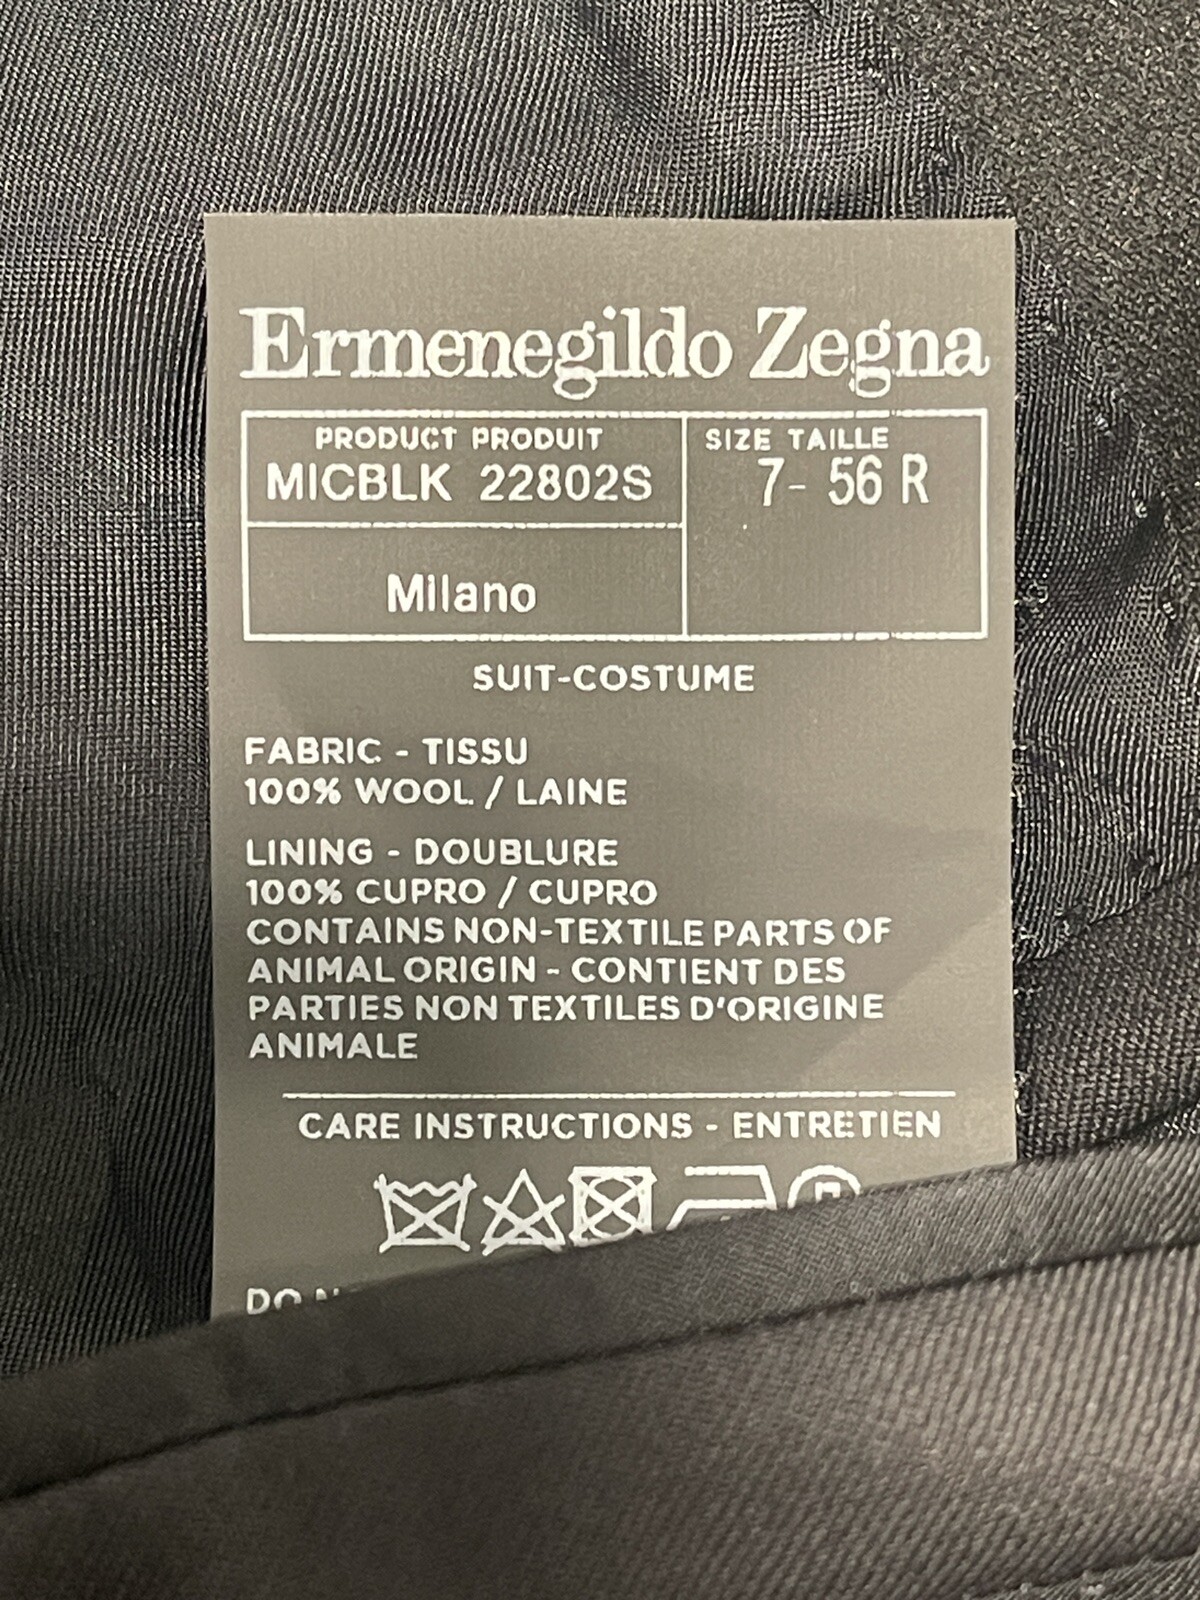 Ermenegildo Zegna
PRODUCT PRODUIT
MICBLK 22802S
SIZE TAILLE
7- 56 R
Milano
SUIT-COSTUME
FABRIC - TISSU
100% WOOL / LAINE
LINING - DOUBLURE
100% CUPRO / CUPRO
CONTAINS NON-TEXTILE PARTS OF
ANIMAL ORIGIN - CONTIENT DES
PARTIES NON TEXTILES D'ORIGINE
ANIMALE
CARE INSTRUCTIONS - ENTRETIEN
DO